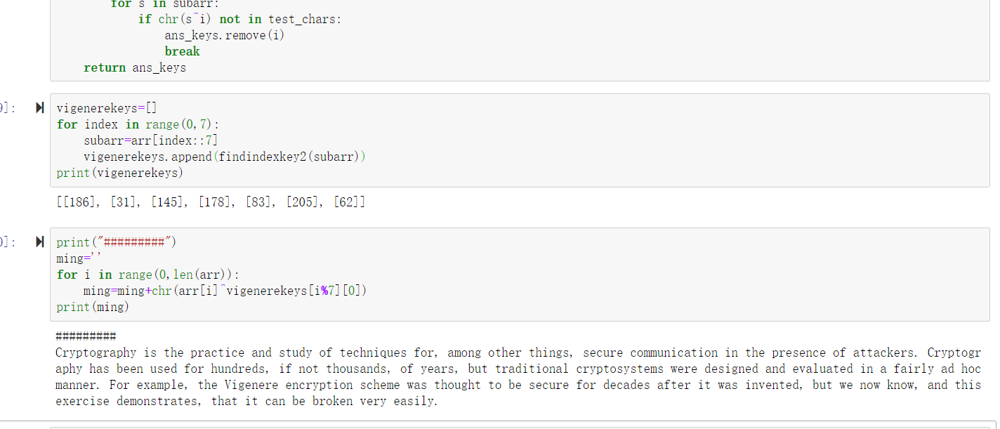 for s in subarr:
if chr(s^i) not in test_chars:
ans_keys.remove(i)
break
return ans_keys
]:
vigenerekeys=[]
for index in range(0,7):
subarr=arr[index::7]
vigenerekeys.append(findindexkey2(subarr))
print(vigenerekeys)
[[186], [31], [145], [178], [83], [205], [62]]
]:
print("#########")
ming=''
for i in range(0,len(arr)):
ming=ming+chr(arr[i]^vigenerekeys[i%7][0])
print(ming)
#########
Cryptography is the practice and study of techniques for, among other things, secure communication in the presence of attackers. Cryptogr
aphy has been used for hundreds, if not thousands, of years, but traditional cryptosystems were designed and evaluated in a fairly ad hoc
manner. For example, the Vigenere encryption scheme was thought to be secure for decades after it was invented, but we now know, and this
exercise demonstrates, that it can be broken very easily.